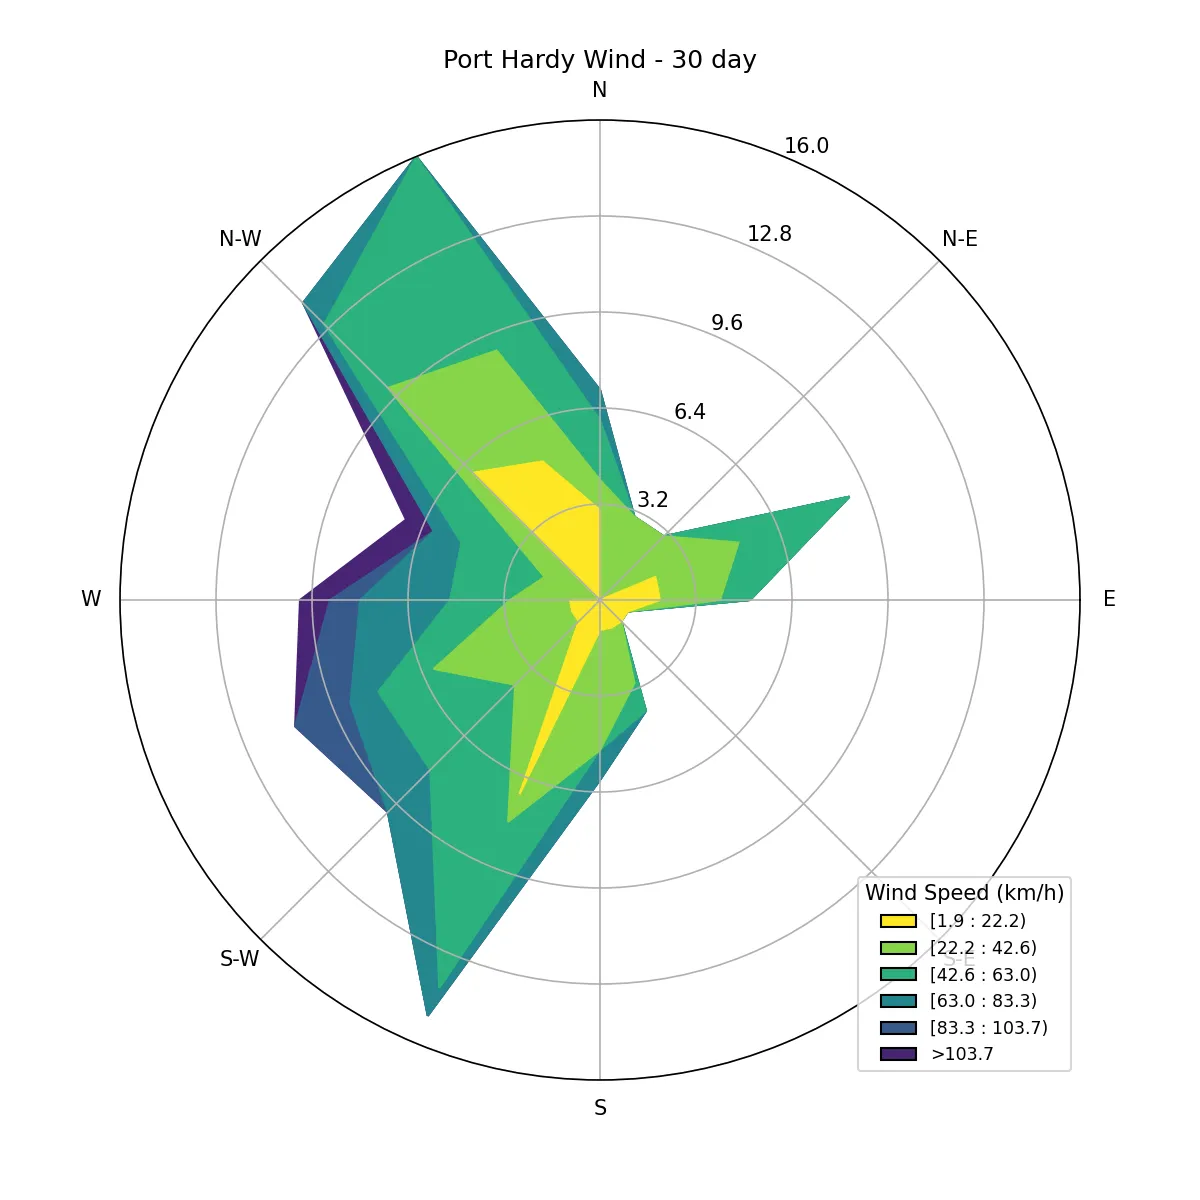 Port Hardy Wind - 30 day
N
16.0
12.8
N-W
N-E
9.6
6.4
3.2
W
E
Wind Speed (km/h)
[1.9 : 22.2)
[22.2 : 42.6)
S-W
S-E
[42.6 : 63.0)
[63.0 : 83.3)
[83.3 : 103.7)
>103.7
S